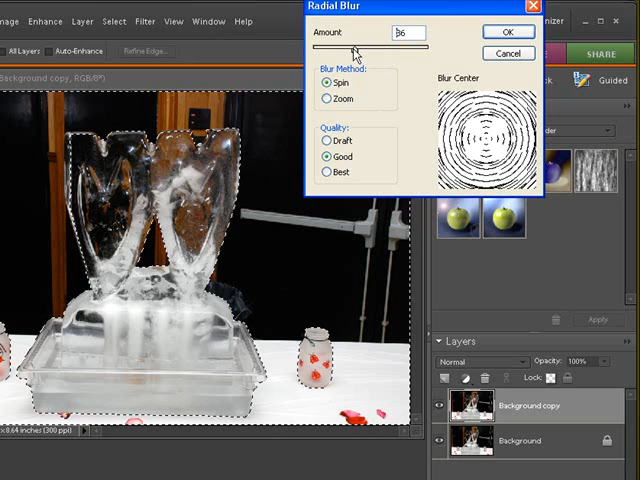 Radial Blur
mage Enhance Layer Select Filter View Window Help
nizer
All Layers Auto-Enhance Refine Edge...
SHARE
Background copy, RGB/8*)
Amount 36
OK
Cancel
Blur Method:
Spin
Zoom
Blur Center
Quality:
Draft
Good
Best
Guided
Apply
Layers
Normal Opacity: 100%
Lock:
Background copy
Background
x 8.64 inches (300 ppi)